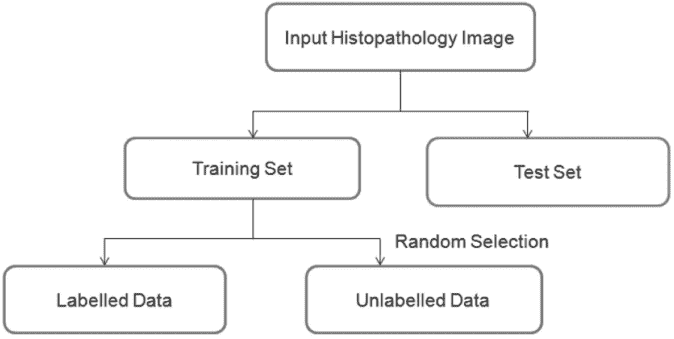 Input Histopathology Image
Training Set
Test Set
Random Selection
Labelled Data
Unlabelled Data